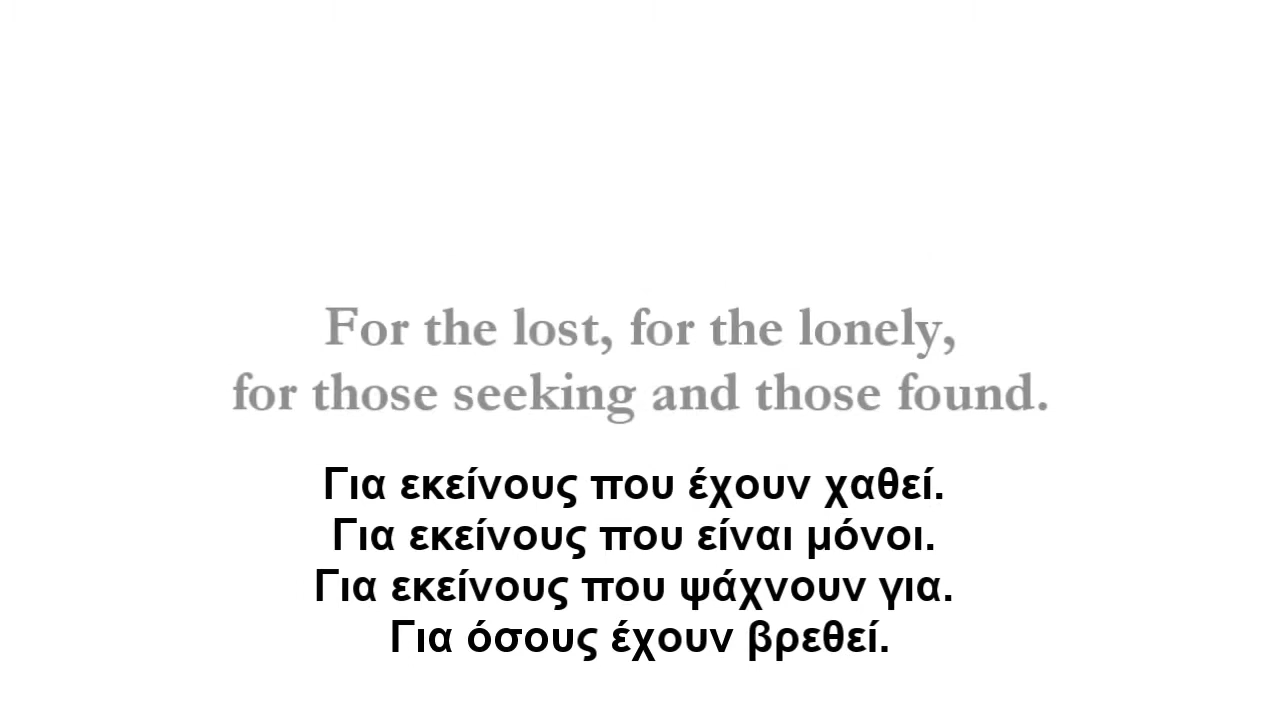 For the lost, for the lonely,
for those seeking and those found.
Για εκείνους που έχουν χαθεί.
Για εκείνους που είναι μόνοι.
Για εκείνους που ψάχνουν για.
Για όσους έχουν βρεθεί.